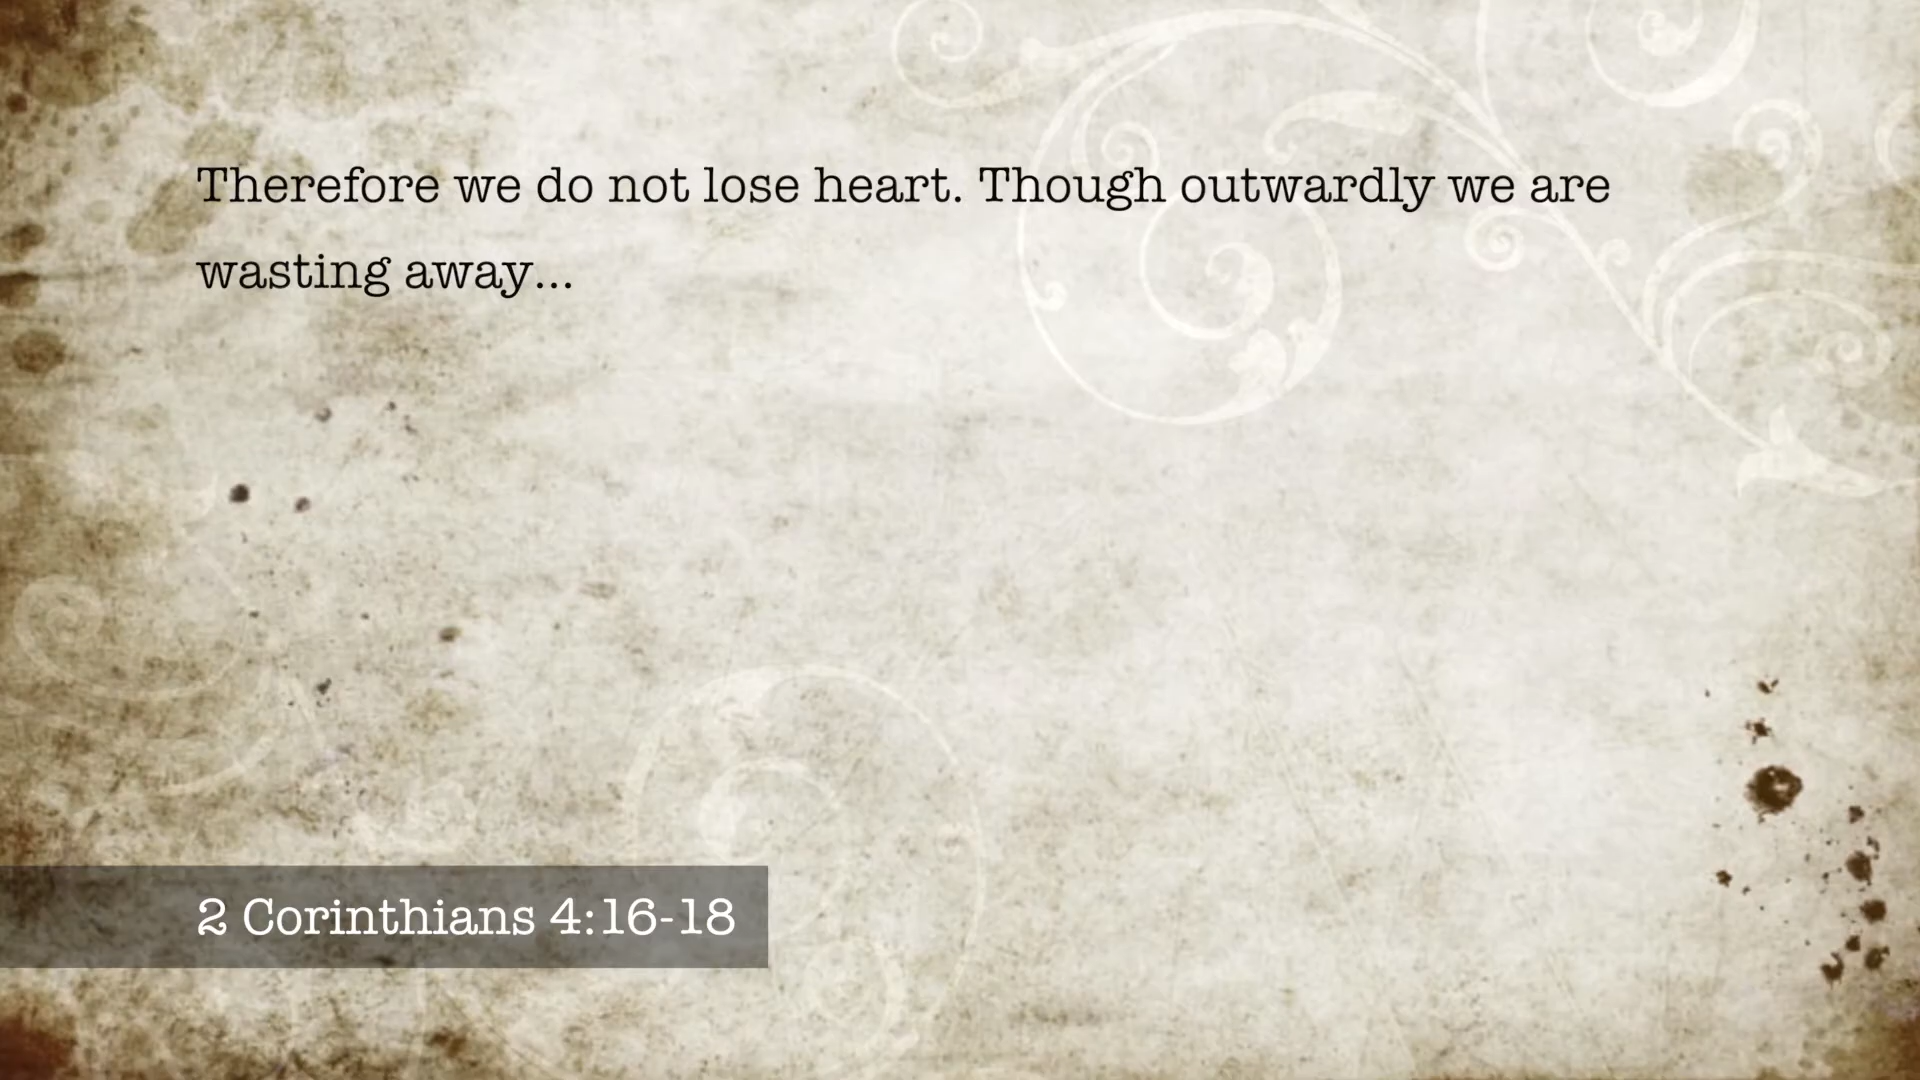 Therefore we do not lose heart. Though outwardly we are
wasting away...
2 Corinthians 4:16-18